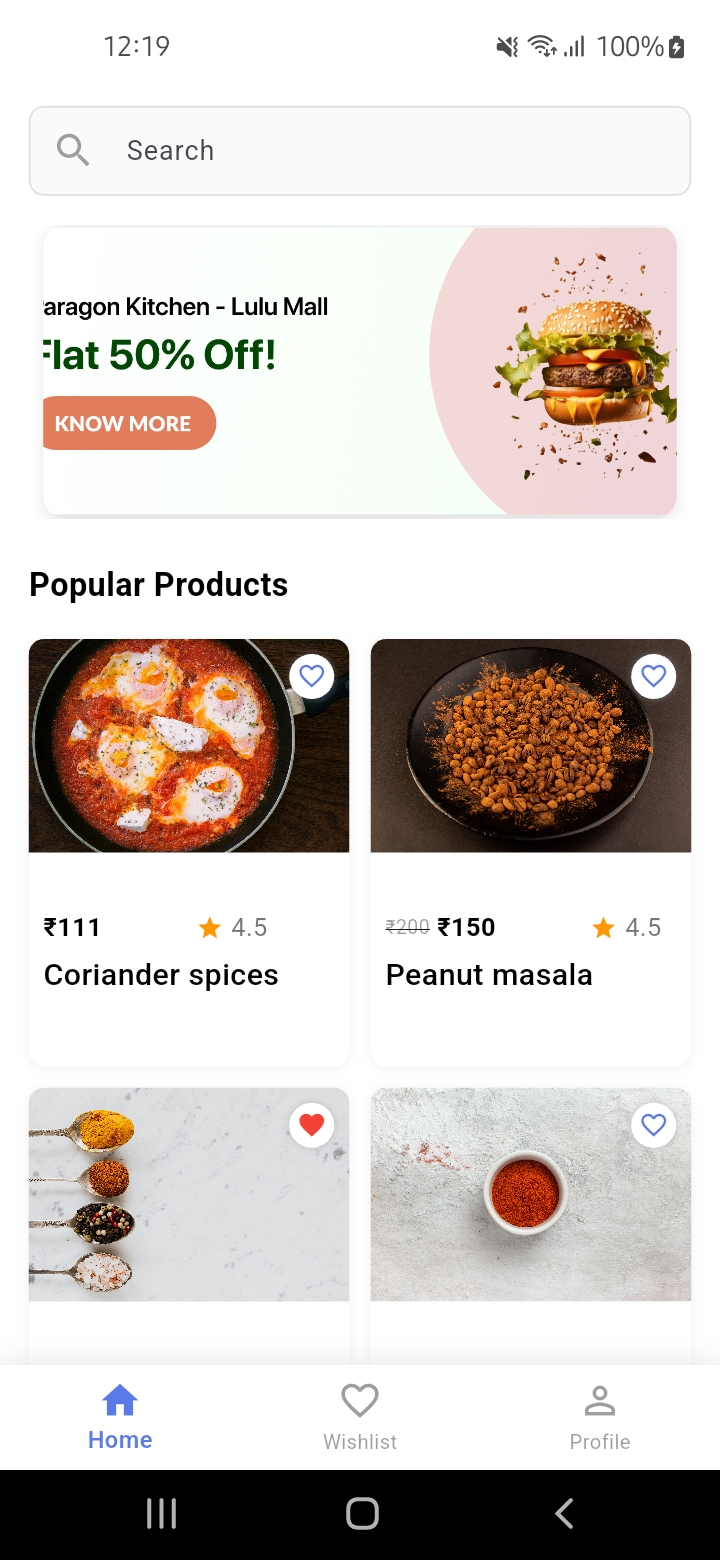 12:19 100%
Search
aragon Kitchen - Lulu Mall
Flat 50% Off!
KNOW MORE
Popular Products
₹111 4.5
₹200 ₹150 4.5
Coriander spices
Peanut masala
Home
Wishlist
Profile